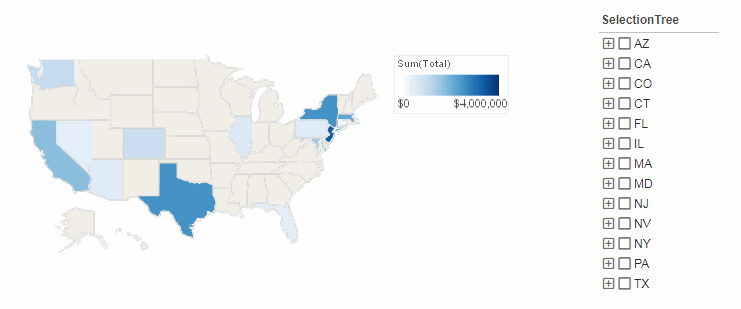 SelectionTree
Sum(Total)
$0 $4,000,000
AZ
CA
CO
CT
FL
IL
MA
MD
NJ
NV
NY
PA
TX